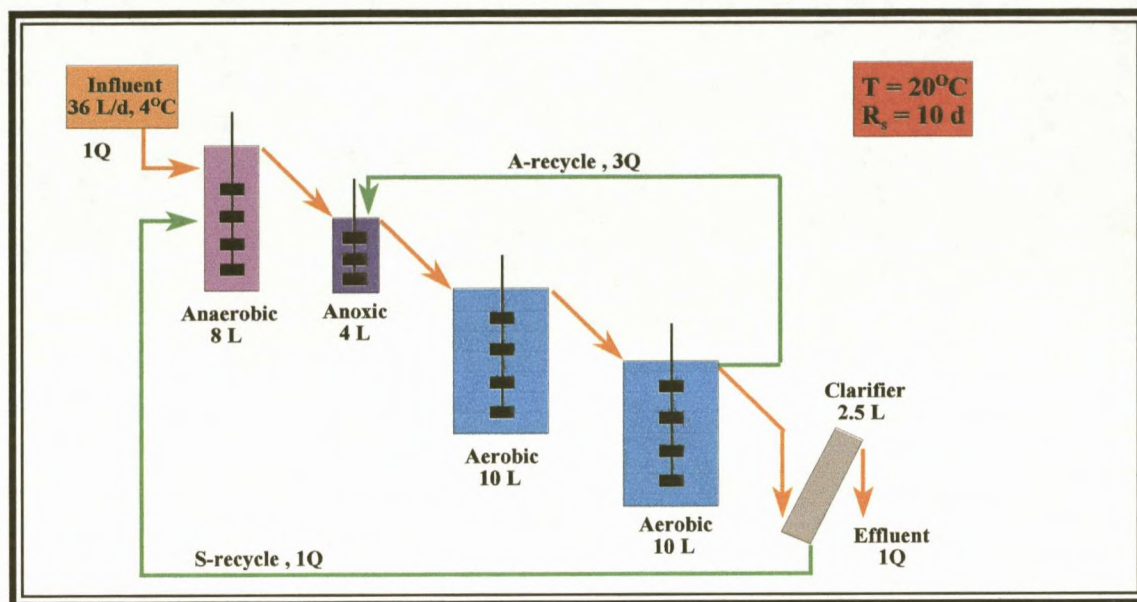 Influent
36 L/d, 4°C
T = 20°C
Rs = 10 d
1Q
A-recycle , 3Q
Anaerobic
8 L
Anoxic
4 L
Clarifier
2.5 L
Aerobic
10 L
Aerobic
10 L
Effluent
1Q
S-recycle , 1Q